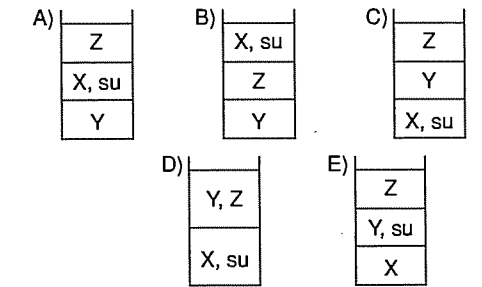 A)
Z
X, su
Y
B)
X, su
Z
Y
C)
Z
Y
X, su
D)
Y, Z
X, su
E)
Z
Y, su
X